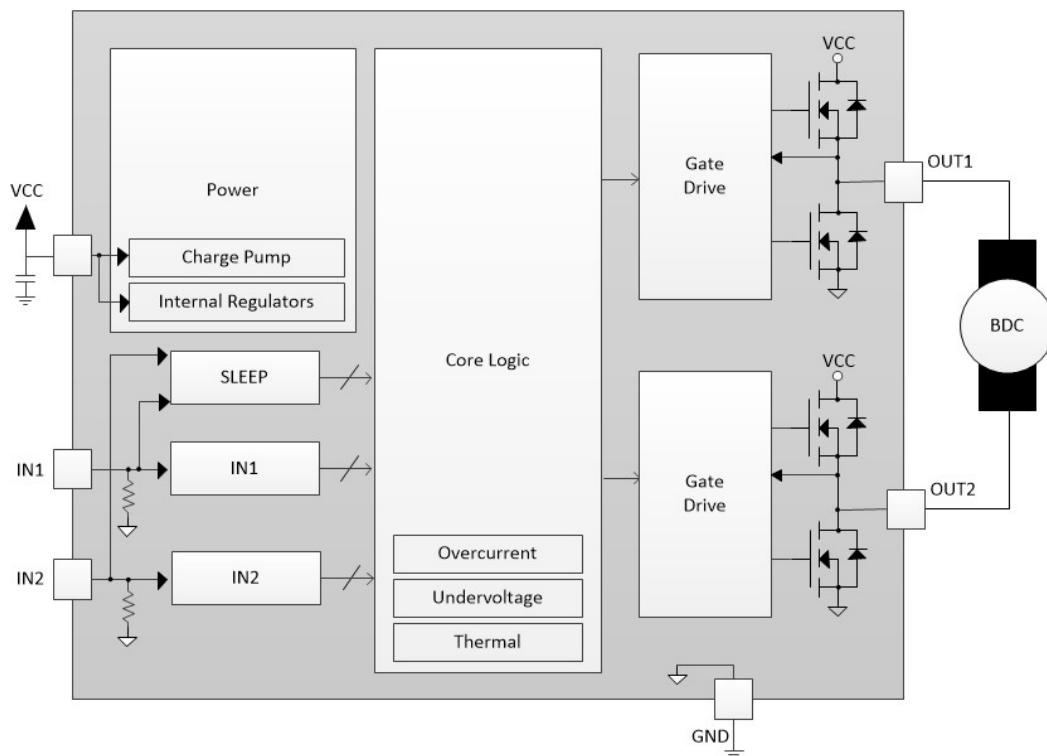 VCC
Power
Charge Pump
Internal Regulators
SLEEP
IN1
IN1
IN2
IN2
Core Logic
Overcurrent
Undervoltage
Thermal
Gate
Drive
VCC
OUT1
BDC
Gate
Drive
VCC
OUT2
GND